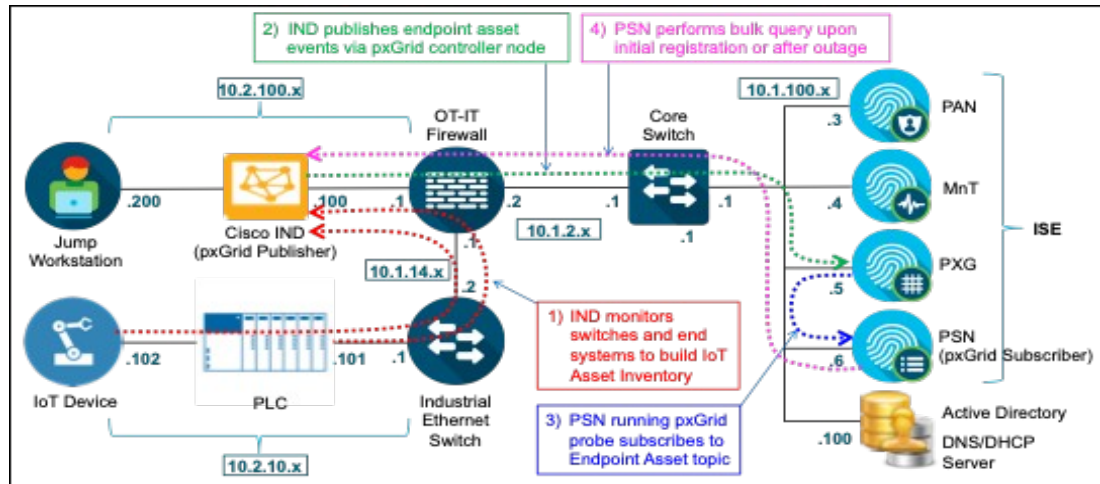 2) IND publishes endpoint asset
events via pxGrid controller node
4) PSN performs bulk query upon
initial registration or after outage
10.2.100.x
10.1.100.x
OT-IT
Firewall
Core
Switch
PAN
.3
.200
.100
.1
.2
.1
.1
.4
MnT
10.1.2.x
.1
Jump
Workstation
Cisco IND
(pxGrid Publisher)
.1
ISE
10.1.14.x
.2
PXG
.5
1) IND monitors
switches and end
systems to build IoT
Asset Inventory
PSN
(pxGrid Subscriber)
.6
.102
.101
.1
IoT Device
PLC
Industrial
Ethernet
Switch
3) PSN running pxGrid
probe subscribes to
Endpoint Asset topic
.100
Active Directory
DNS/DHCP
Server
10.2.10.x